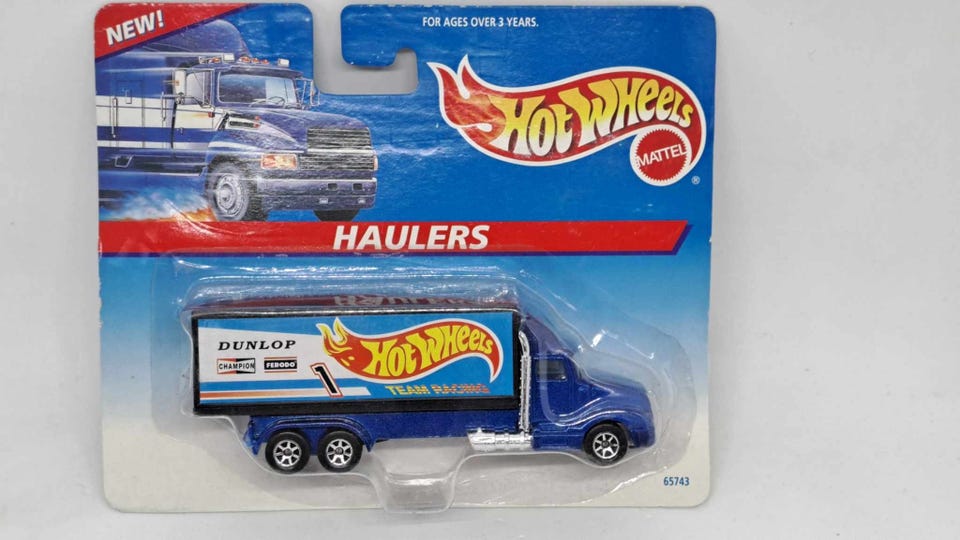 NEW!
FOR AGES OVER 3 YEARS.
HOT WHEELS
MATTEL
®
HAULERS
DUNLOP
CHAMPION
FERODO
1
HOT WHEELS
TEAM RACING
65743